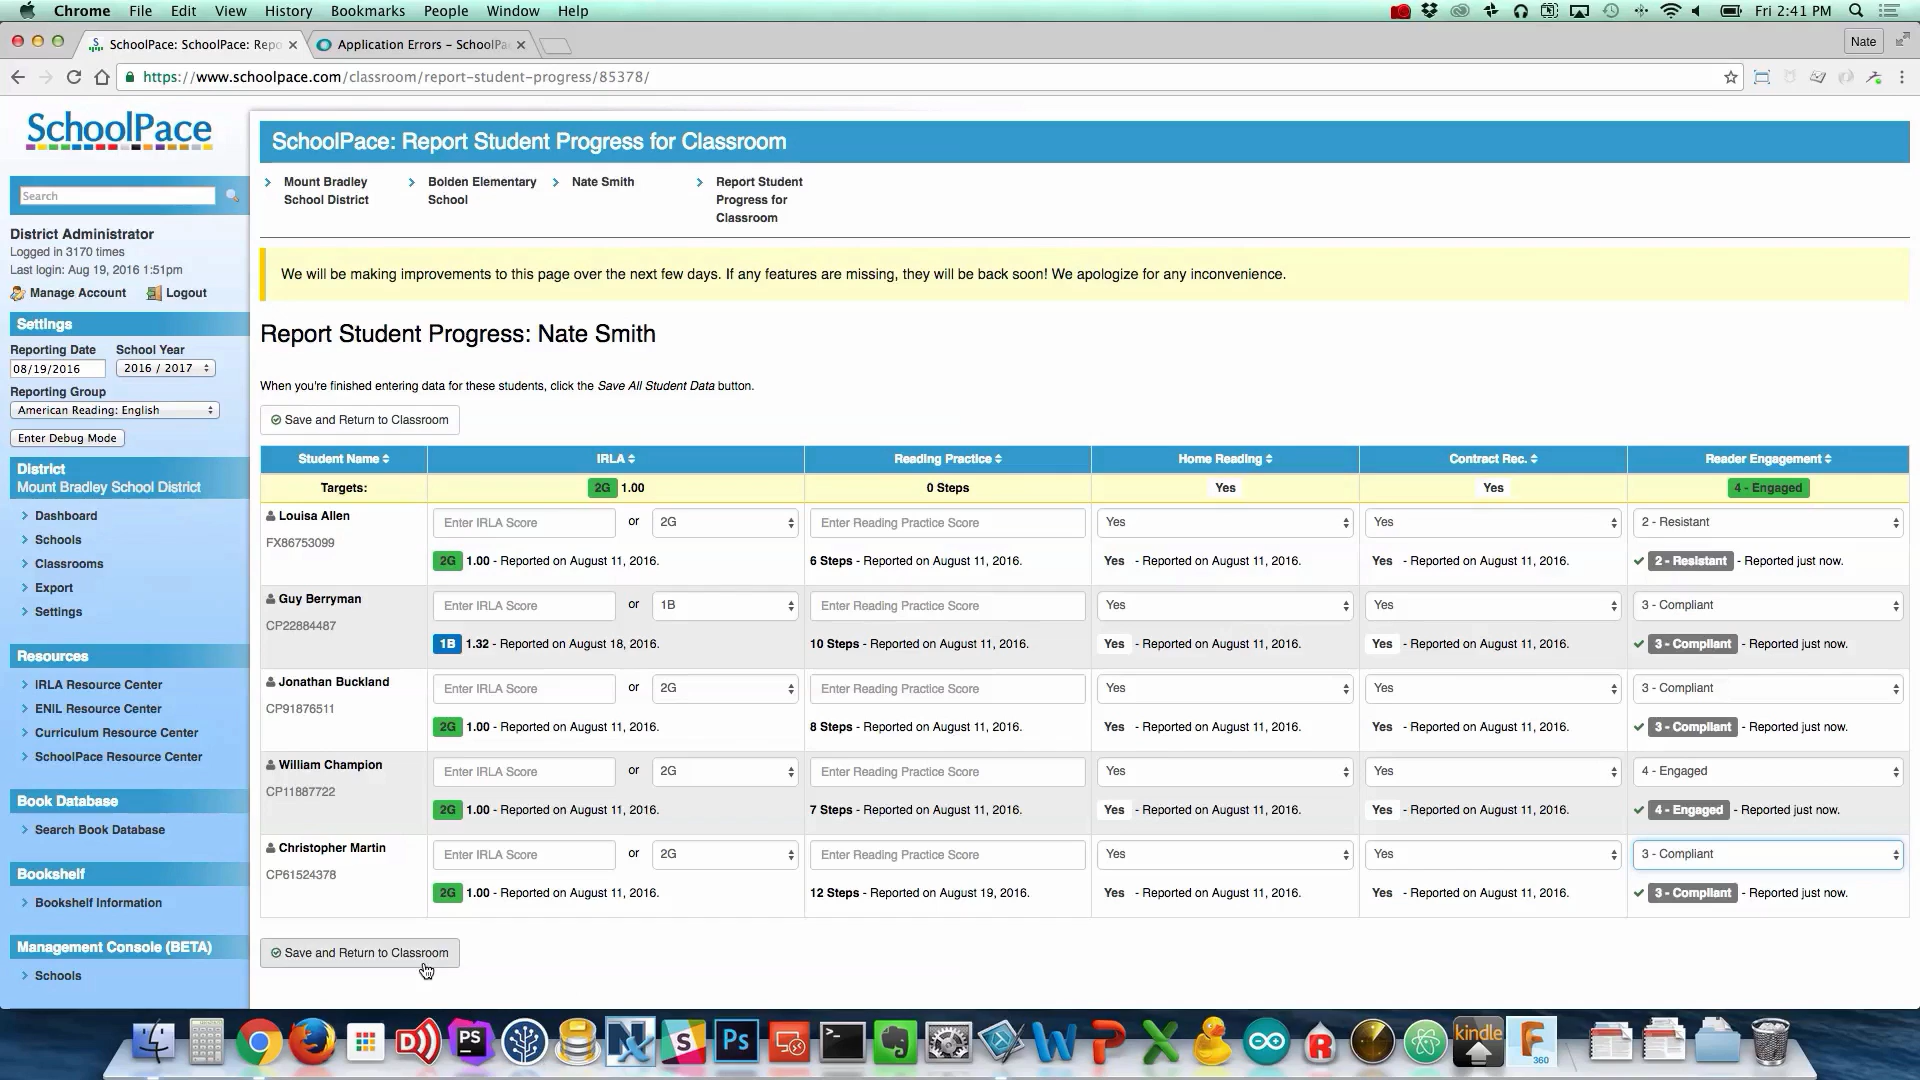 Chrome File Edit View History Bookmarks People Window Help Fri 2:41 PM
SchoolPace: SchoolPace: Repo Application Errors – SchoolPa Nate
https://www.schoolpace.com/classroom/report-student-progress/85378/
SchoolPace
Search
District Administrator
Logged in 3170 times
Last login: Aug 19, 2016 1:51pm
Manage Account Logout
Settings
Reporting Date School Year
08/19/2016 2016 / 2017
Reporting Group
American Reading: English
Enter Debug Mode
District
Mount Bradley School District
Dashboard
Schools
Classrooms
Export
Settings
Resources
IRLA Resource Center
ENIL Resource Center
Curriculum Resource Center
SchoolPace Resource Center
Book Database
Search Book Database
Bookshelf
Bookshelf Information
Management Console (BETA)
Schools
SchoolPace: Report Student Progress for Classroom
Mount Bradley School District
Bolden Elementary School
Nate Smith
Report Student Progress for Classroom
We will be making improvements to this page over the next few days. If any features are missing, they will be back soon! We apologize for any inconvenience.
Report Student Progress: Nate Smith
When you're finished entering data for these students, click the Save All Student Data button.
Save and Return to Classroom
Student Name IRLA Reading Practice Home Reading Contract Rec. Reader Engagement
Targets: 2G 1.00 0 Steps Yes Yes 4 - Engaged
Louisa Allen Enter IRLA Score or 2G Enter Reading Practice Score Yes Yes 2 - Resistant
FX86753099
2G 1.00 - Reported on August 11, 2016. 6 Steps - Reported on August 11, 2016. Yes - Reported on August 11, 2016. Yes - Reported on August 11, 2016. 2 - Resistant - Reported just now.
Guy Berryman Enter IRLA Score or 1B Enter Reading Practice Score Yes Yes 3 - Compliant
CP22884487
1B 1.32 - Reported on August 18, 2016. 10 Steps - Reported on August 11, 2016. Yes - Reported on August 11, 2016. Yes - Reported on August 11, 2016. 3 - Compliant - Reported just now.
Jonathan Buckland Enter IRLA Score or 2G Enter Reading Practice Score Yes Yes 3 - Compliant
CP91876511
2G 1.00 - Reported on August 11, 2016. 8 Steps - Reported on August 11, 2016. Yes - Reported on August 11, 2016. Yes - Reported on August 11, 2016. 3 - Compliant - Reported just now.
William Champion Enter IRLA Score or 2G Enter Reading Practice Score Yes Yes 4 - Engaged
CP11887722
2G 1.00 - Reported on August 11, 2016. 7 Steps - Reported on August 11, 2016. Yes - Reported on August 11, 2016. Yes - Reported on August 11, 2016. 4 - Engaged - Reported just now.
Christopher Martin Enter IRLA Score or 2G Enter Reading Practice Score Yes Yes 3 - Compliant
CP61524378
2G 1.00 - Reported on August 11, 2016. 12 Steps - Reported on August 19, 2016. Yes - Reported on August 11, 2016. Yes - Reported on August 11, 2016. 3 - Compliant - Reported just now.
Save and Return to Classroom
PS Ps kindle 360